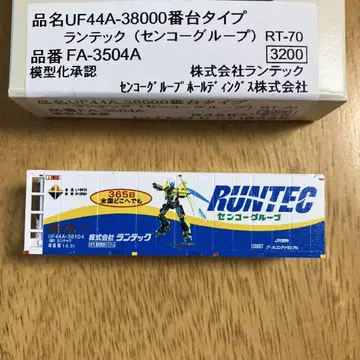 品名UF44A-38000番台タイプ
ランテック（センコーグループ）RT-70
品番FA-3504A
3200
模型化承認
株式会社ランテック
センコーグループホールディングス株式会社
365日
全国どこへでも
RUNTEC
センコーグループ
UF44A-38104
株式会社 ランテック